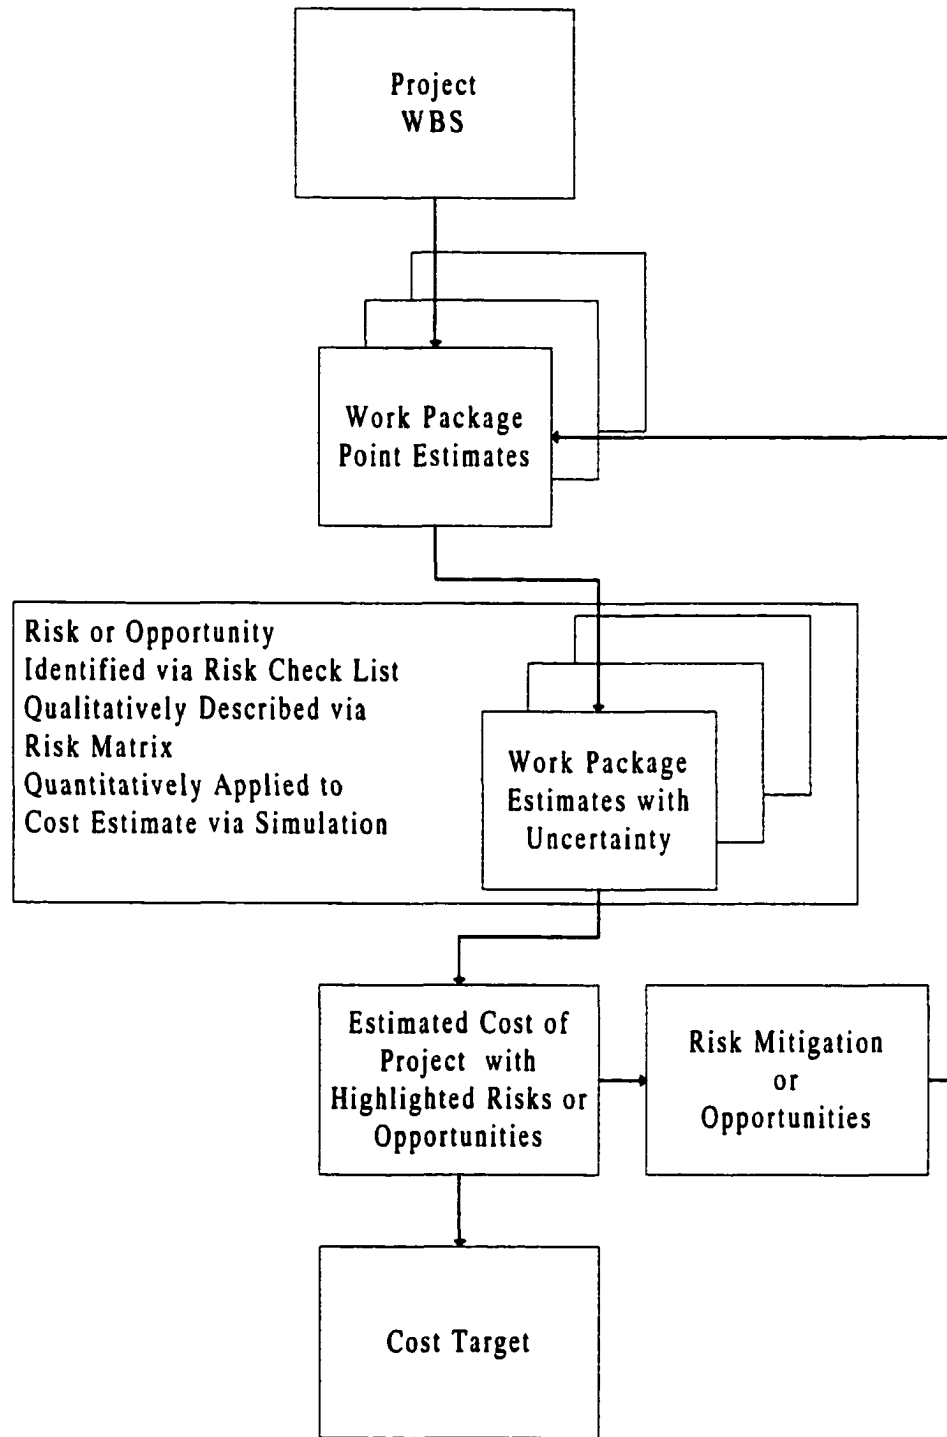 Project
WBS
Work Package
Point Estimates
Risk or Opportunity
Identified via Risk Check List
Qualitatively Described via
Risk Matrix
Quantitatively Applied to
Cost Estimate via Simulation
Work Package
Estimates with
Uncertainty
Estimated Cost of
Project with
Highlighted Risks or
Opportunities
Risk Mitigation
or
Opportunities
Cost Target